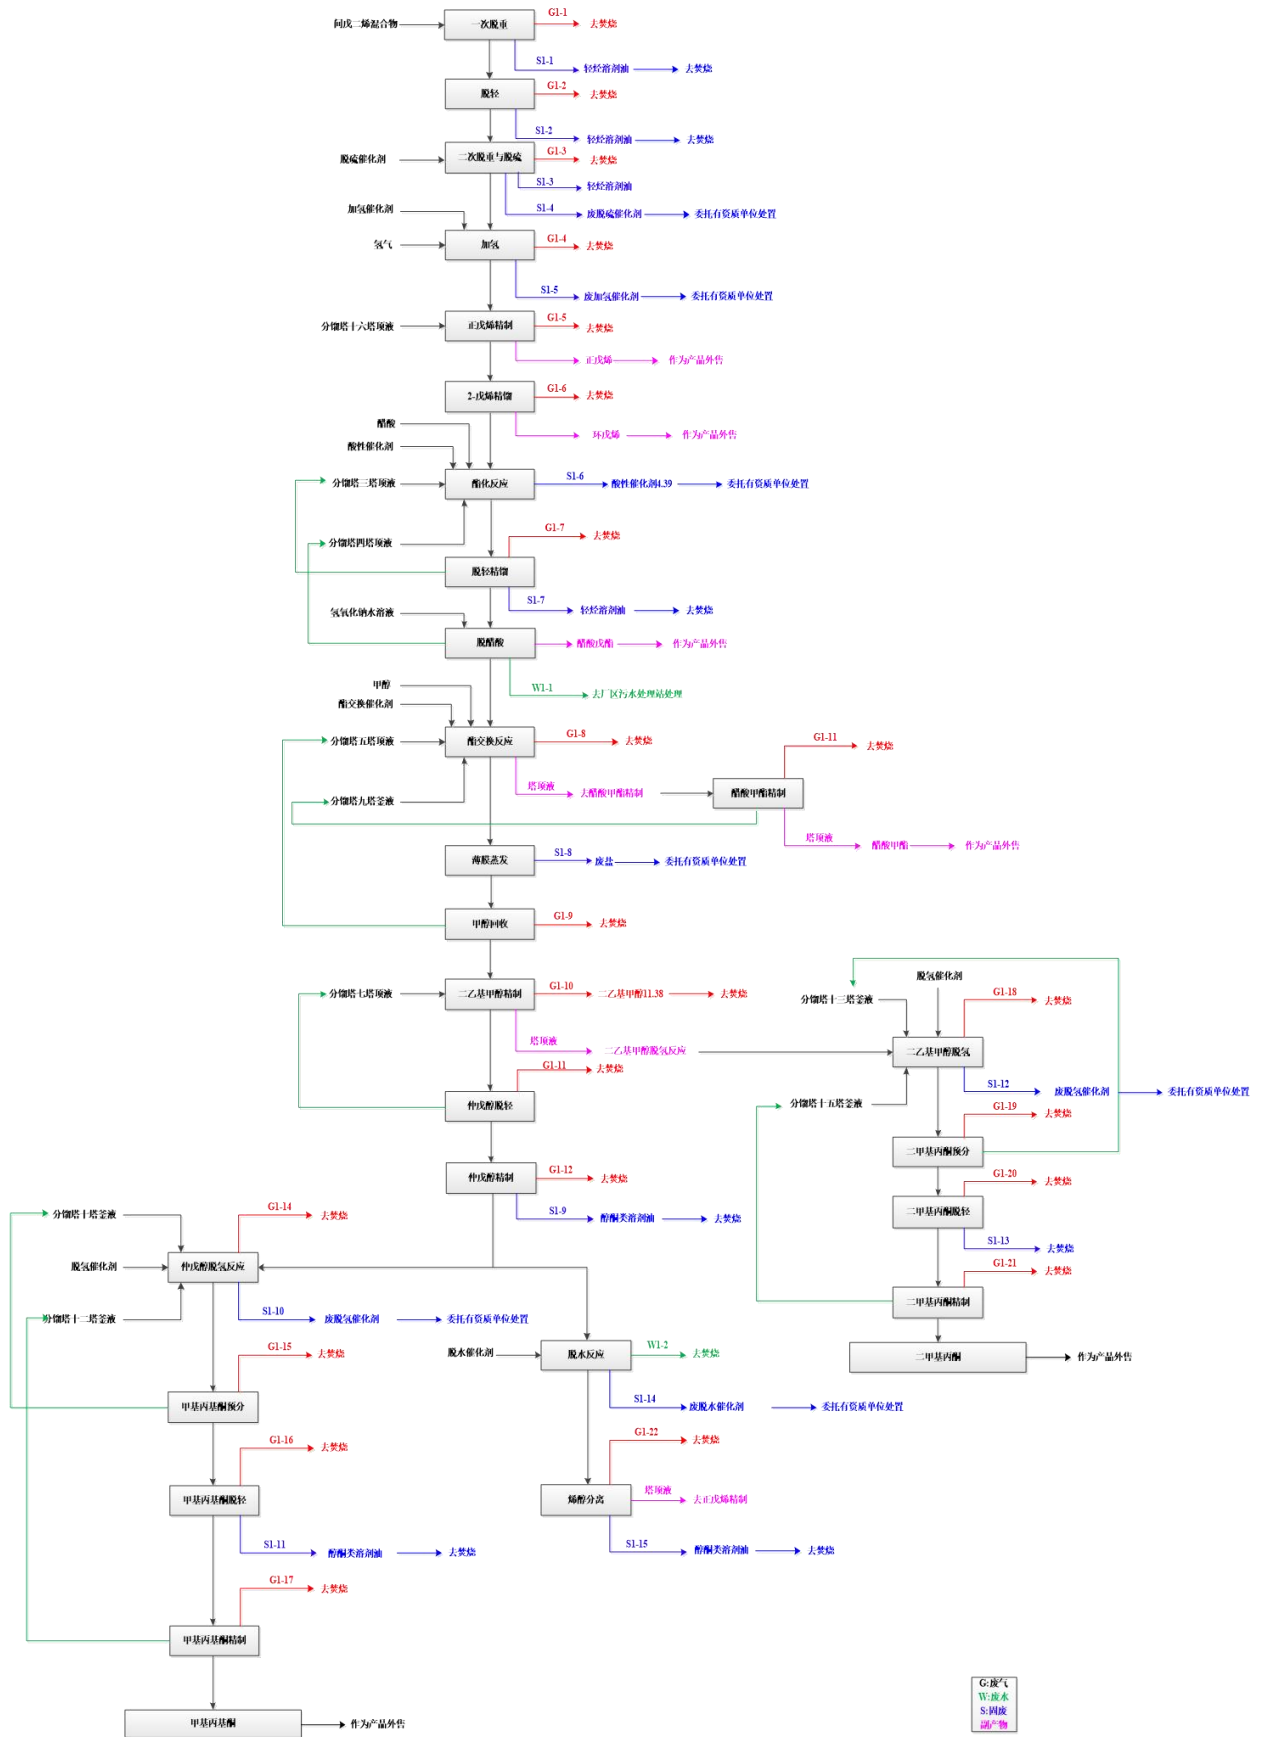 间戊二烯混合物
一次脱重
G1-1
去焚烧
S1-1
轻烃溶剂油
去焚烧
脱轻
G1-2
去焚烧
S1-2
轻烃溶剂油
去焚烧
脱硫催化剂
二次脱重与脱硫
G1-3
去焚烧
S1-3
轻烃溶剂油
S1-4
废脱硫催化剂
委托有资质单位处置
加氢催化剂
氢气
加氢
G1-4
去焚烧
S1-5
废加氢催化剂
委托有资质单位处置
分馏塔十六塔顶液
正戊烯精制
G1-5
去焚烧
正戊烯
作为产品外售
2-戊烯精馏
G1-6
去焚烧
环戊烯
作为产品外售
醋酸
酸性催化剂
分馏塔三塔顶液
酯化反应
S1-6
酸性催化剂4.39
委托有资质单位处置
分馏塔四塔顶液
G1-7
去焚烧
脱轻精馏
S1-7
轻烃溶剂油
去焚烧
氢氧化钠水溶液
脱醋酸
醋酸戊酯
作为产品外售
W1-1
去厂区污水处理站处理
甲醇
酯交换催化剂
分馏塔五塔顶液
酯交换反应
G1-8
去焚烧
G1-11
去焚烧
塔顶液
去醋酸甲酯精制
醋酸甲酯精制
分馏塔九塔釜液
塔顶液
醋酸甲酯
作为产品外售
薄膜蒸发
S1-8
废盐
委托有资质单位处置
甲醇回收
G1-9
去焚烧
分馏塔七塔顶液
二乙基甲醇精制
G1-10
二乙基甲醇11.38
去焚烧
塔顶液
二乙基甲醇脱氢反应
脱氢催化剂
分馏塔十三塔釜液
G1-18
去焚烧
二乙基甲醇脱氢
G1-11
去焚烧
S1-12
废脱氢催化剂
委托有资质单位处置
仲戊醇脱轻
分馏塔十五塔釜液
G1-19
去焚烧
二甲基丙酮预分
仲戊醇精制
G1-12
去焚烧
S1-9
醇酮类溶剂油
去焚烧
G1-20
去焚烧
二甲基丙酮脱轻
S1-13
去焚烧
G1-21
去焚烧
二甲基丙酮精制
二甲基丙酮
作为产品外售
分馏塔十塔釜液
G1-14
去焚烧
脱氢催化剂
仲戊醇脱氢反应
分馏塔十二塔釜液
S1-10
废脱氢催化剂
委托有资质单位处置
G1-15
去焚烧
脱水催化剂
脱水反应
W1-2
去焚烧
S1-14
废脱水催化剂
委托有资质单位处置
甲基丙基酮预分
G1-16
去焚烧
G1-22
去焚烧
甲基丙基酮脱轻
烯醇分离
塔顶液
去正戊烯精制
S1-11
醇酮类溶剂油
去焚烧
S1-15
醇酮类溶剂油
去焚烧
G1-17
去焚烧
甲基丙基酮精制
甲基丙基酮
作为产品外售
G:废气
W:废水
S:固废
副产物